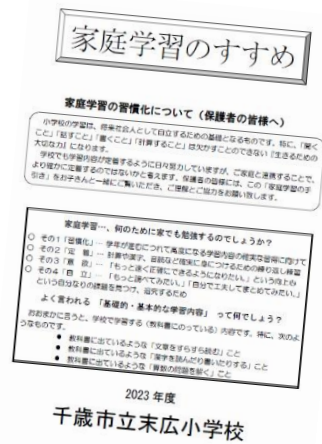 家庭学習のすすめ
家庭学習の習慣化について（保護者の皆様へ）
小学校の学習は、将来社会人として自立するための基礎となるものです。特に、「聞く
こと」「話すこと」「書くこと」「計算すること」は欠かすことのできない『生きるための
大切な力』になります。
学校でも学習内容が定着するように日々努力していますが、ご家庭と連携することで、
より確かに定着するのではないかと考えます。保護者の皆様には、この「家庭学習の手
引き」をお子さんと一緒にご覧いただき、ご理解とご協力をお願い致します。
家庭学習…、何のために家でも勉強するのでしょうか？
○ その1「習慣化」… 学年が進むにつれて高度になる学習内容の確実な習得に向けて
○ その2「定 着」… 計算や漢字、音読など確実に身につけるための繰り返し練習
○ その3「意 欲」…「もっと速く正確にできるようになりたい。」という向上心
○ その4「自 立」…「もっと調べてみたい。」「自分で工夫してまとめてみたい。」
という自分なりの課題を見つけ、追究するため
よく言われる 「基礎的・基本的な学習内容」 って何でしょう？
おおまかに言うと、学校で学習する（教科書にのっている）内容です。特に、次のよ
うなものです。
● 教科書に出ているような「文章をすらすら読む」こと
● 教科書に出ているような「漢字を読んだり書いたりする」こと
● 教科書に出ているような「算数の問題を解く」こと
2023 年度
千歳市立末広小学校